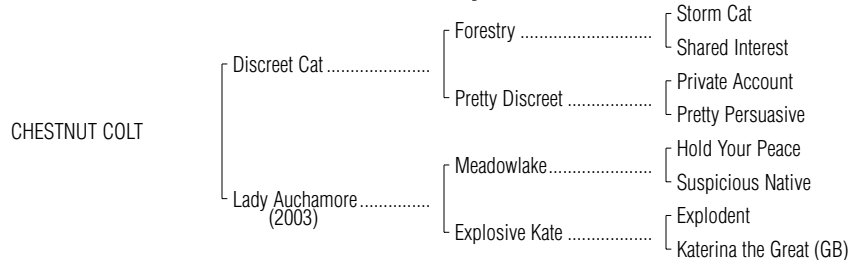 Forestry ............................
Storm Cat
Shared Interest
Discreet Cat ......................
Pretty Discreet ..................
Private Account
Pretty Persuasive
CHESTNUT COLT
Meadowlake......................
Hold Your Peace
Suspicious Native
Lady Auchamore...............
(2003)
Explosive Kate ..................
Explodent
Katerina the Great (GB)